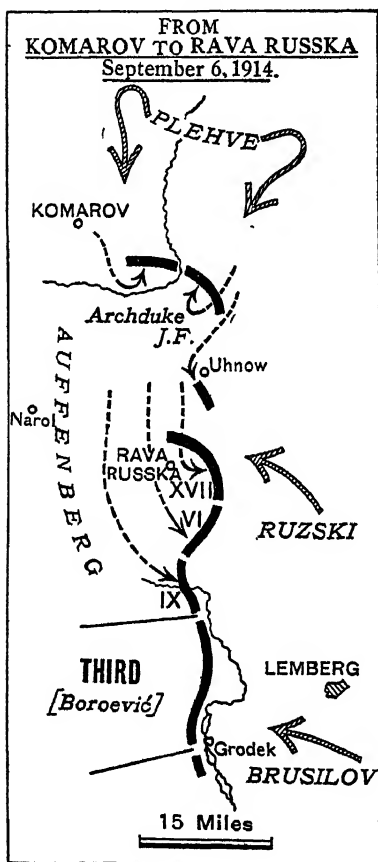 FROM
KOMAROV TO RAVA RUSSKA
September 6, 1914.
PLEHVE
KOMAROV
Archduke
J.F.
Uhnow
AUFFENBERG
Narol
RAVA
RUSSKA
XVII
VI
RUZSKI
IX
THIRD
[Boroević]
LEMBERG
Grodek
BRUSILOV
15 Miles